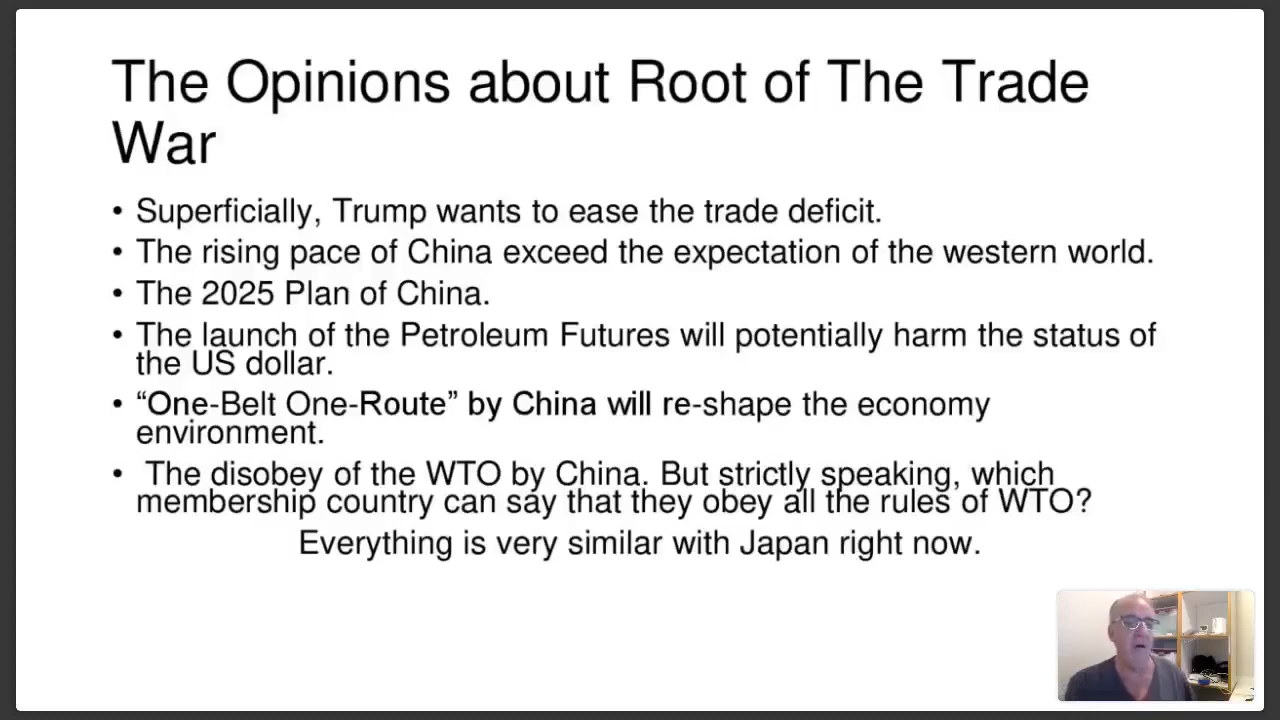 The Opinions about Root of The Trade
War
• Superficially, Trump wants to ease the trade deficit.
• The rising pace of China exceed the expectation of the western world.
• The 2025 Plan of China.
• The launch of the Petroleum Futures will potentially harm the status of
the US dollar.
• “One-Belt One-Route” by China will re-shape the economy
environment.
• The disobey of the WTO by China. But strictly speaking, which
membership country can say that they obey all the rules of WTO?
Everything is very similar with Japan right now.